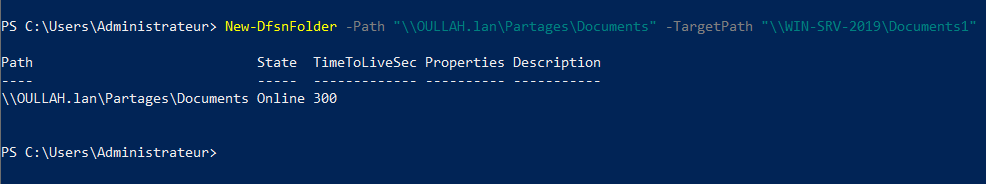 PS C:\Users\Administrateur> New-DfsnFolder -Path "\\OULLAH.lan\Partages\Documents" -TargetPath "\\WIN-SRV-2019\Documents1"
Path State TimeToLiveSec Properties Description
---- ----- ------------- ---------- -----------
\\OULLAH.lan\Partages\Documents Online 300
PS C:\Users\Administrateur>